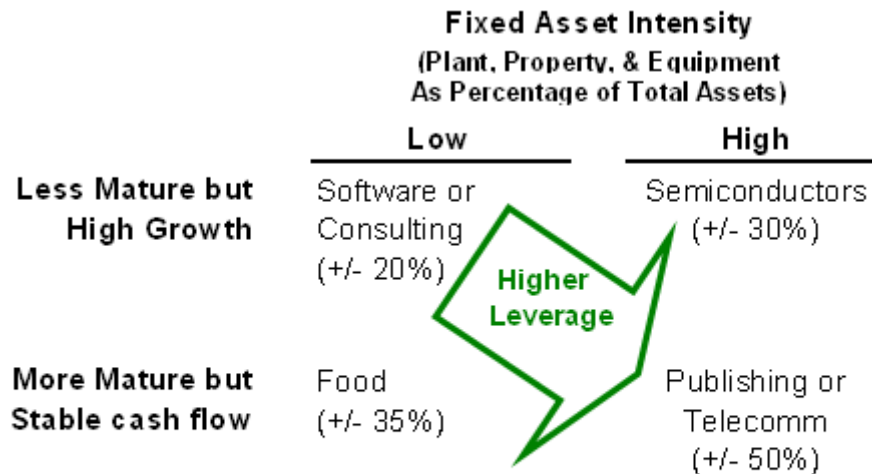 Fixed Asset Intensity
(Plant, Property, & Equipment
As Percentage of Total Assets)
Low High
Less Mature but
High Growth
Software or
Consulting
(+/- 20%)
Semiconductors
(+/- 30%)
Higher
Leverage
More Mature but
Stable cash flow
Food
(+/- 35%)
Publishing or
Telecomm
(+/- 50%)